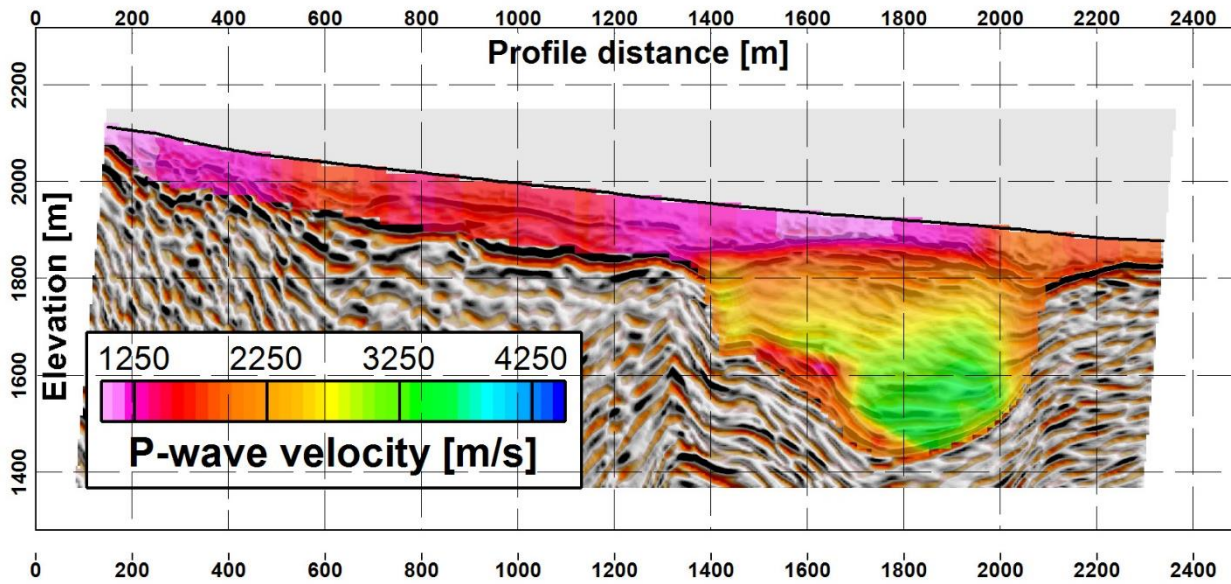 0 200 400 600 800 1000 1200 1400 1600 1800 2000 2200 2400
Profile distance [m]
Elevation [m]
2200
2000
1800
1600
1400
1250 2250 3250 4250
P-wave velocity [m/s]
0 200 400 600 800 1000 1200 1400 1600 1800 2000 2200 2400